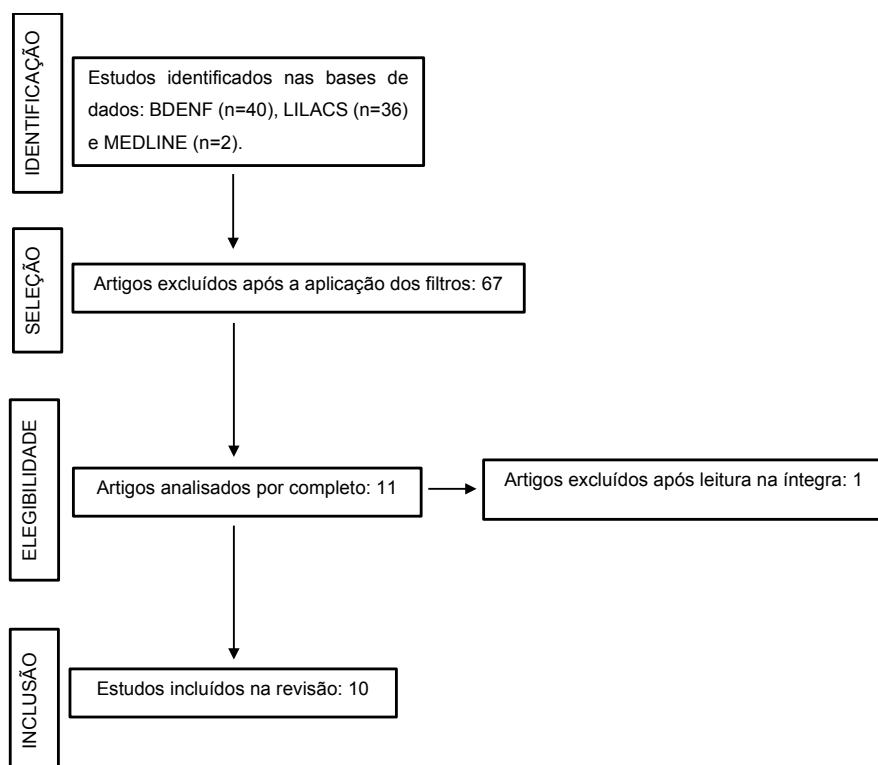 IDENTIFICAÇÃO
Estudos identificados nas bases de
dados: BDENF (n=40), LILACS (n=36)
e MEDLINE (n=2).
SELEÇÃO
Artigos excluídos após a aplicação dos filtros: 67
ELEGIBILIDADE
Artigos analisados por completo: 11
Artigos excluídos após leitura na íntegra: 1
INCLUSÃO
Estudos incluídos na revisão: 10